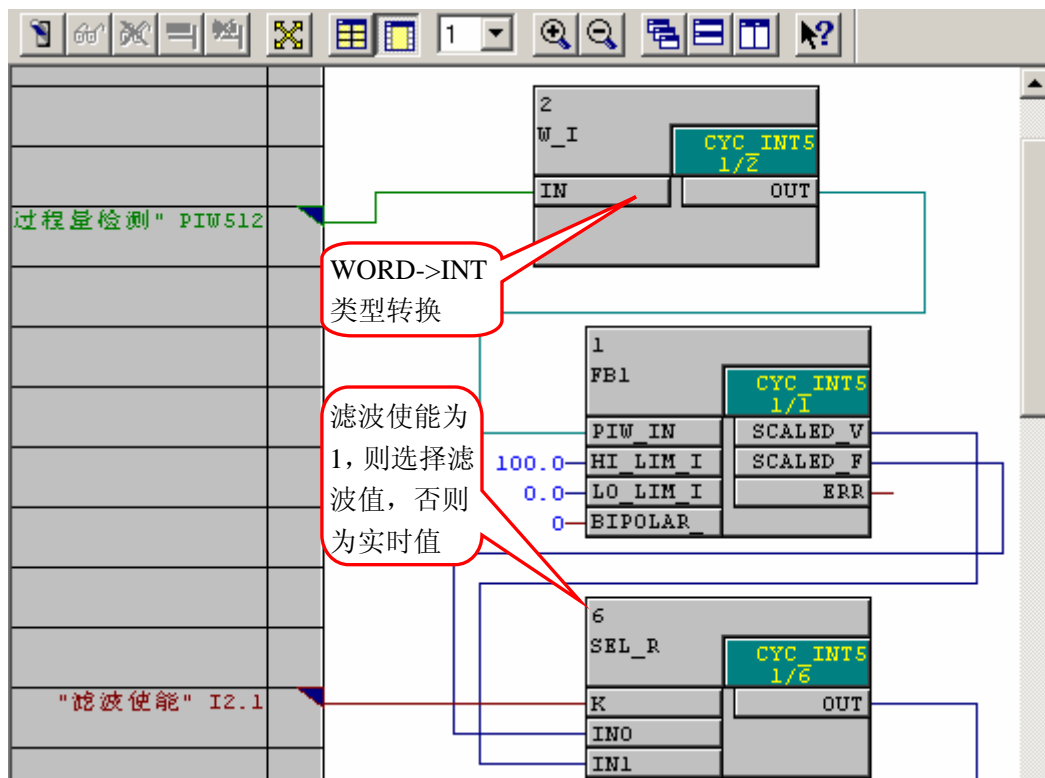 1
2
W_I
CYC_INT5
1/2
IN
OUT
过程量检测" PIW512
WORD->INT
类型转换
1
FB1
CYC_INT5
1/1
滤波使能为
1，则选择滤
波值，否则
为实时值
PIW_IN
SCALED_V
100.0
HI_LIM_I
SCALED_F
0.0
LO_LIM_I
ERR
0
BIPOLAR_
6
SEL_R
CYC_INT5
1/6
"滤波使能" I2.1
K
OUT
IN0
IN1